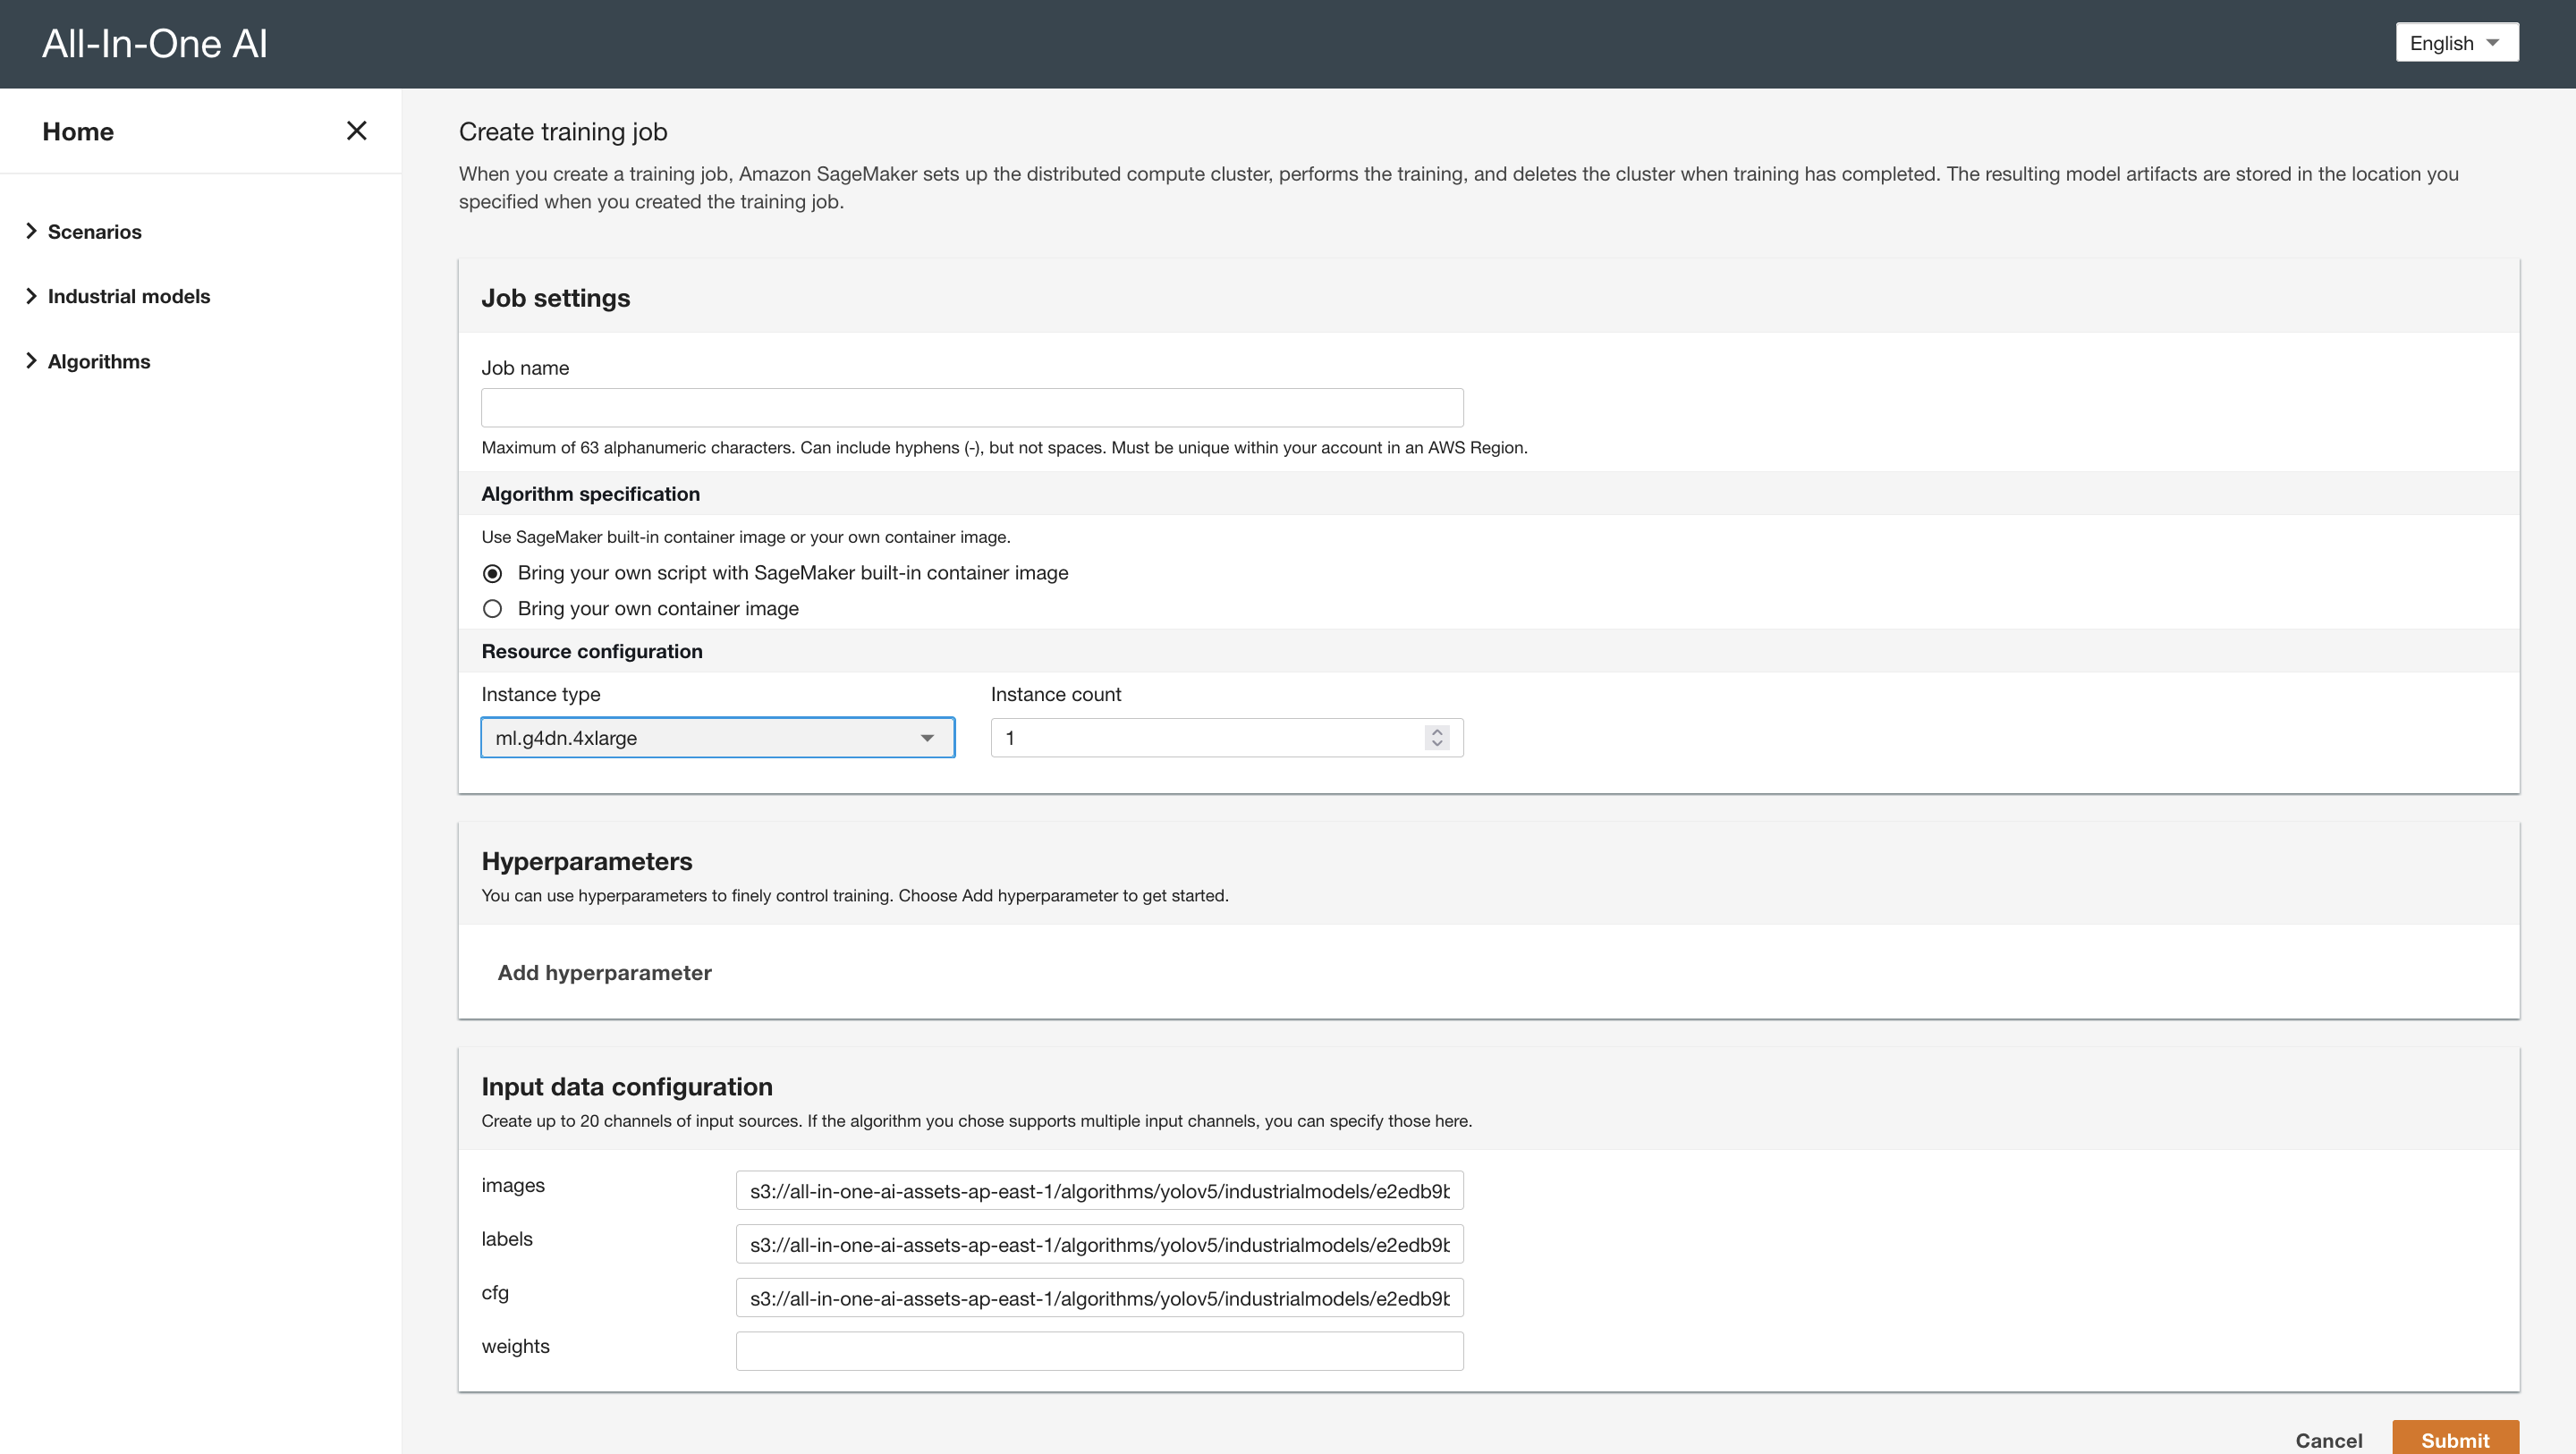 All-In-One AI
English
Home
Scenarios
Industrial models
Algorithms
Create training job
When you create a training job, Amazon SageMaker sets up the distributed compute cluster, performs the training, and deletes the cluster when training has completed. The resulting model artifacts are stored in the location you
specified when you created the training job.
Job settings
Job name
Maximum of 63 alphanumeric characters. Can include hyphens (-), but not spaces. Must be unique within your account in an AWS Region.
Algorithm specification
Use SageMaker built-in container image or your own container image.
Bring your own script with SageMaker built-in container image
Bring your own container image
Resource configuration
Instance type
Instance count
ml.g4dn.4xlarge
1
Hyperparameters
You can use hyperparameters to finely control training. Choose Add hyperparameter to get started.
Add hyperparameter
Input data configuration
Create up to 20 channels of input sources. If the algorithm you chose supports multiple input channels, you can specify those here.
images
s3://all-in-one-ai-assets-ap-east-1/algorithms/yolov5/industrialmodels/e2edb9b
labels
s3://all-in-one-ai-assets-ap-east-1/algorithms/yolov5/industrialmodels/e2edb9b
cfg
s3://all-in-one-ai-assets-ap-east-1/algorithms/yolov5/industrialmodels/e2edb9b
weights
Cancel
Submit